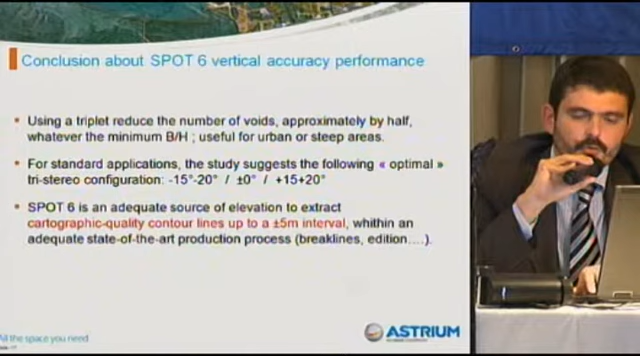 Conclusion about SPOT 6 vertical accuracy performance
• Using a triplet reduce the number of voids, approximately by half,
whatever the minimum B/H ; useful for urban or steep areas.
• For standard applications, the study suggests the following « optimal »
tri-stereo configuration: -15°-20° / ±0° / +15+20°
• SPOT 6 is an adequate source of elevation to extract
cartographic-quality contour lines up to a ±5m interval, whithin an
adequate state-of-the-art production process (breaklines, edition….).
All the space you need
ASTRIUM